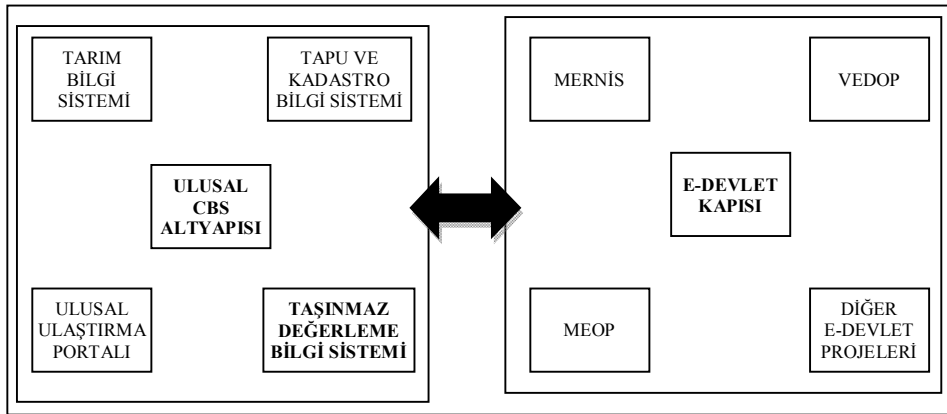 TARIM
BİLGİ
SİSTEMİ
TAPU VE
KADASTRO
BİLGİ SİSTEMİ
ULUSAL
CBS
ALTYAPISI
ULUSAL
ULAŞTIRMA
PORTALI
TAŞINMAZ
DEĞERLEME
BİLGİ SİSTEMİ
MERNİS
VEDOP
E-DEVLET
KAPISI
MEOP
DİĞER
E-DEVLET
PROJELERİ